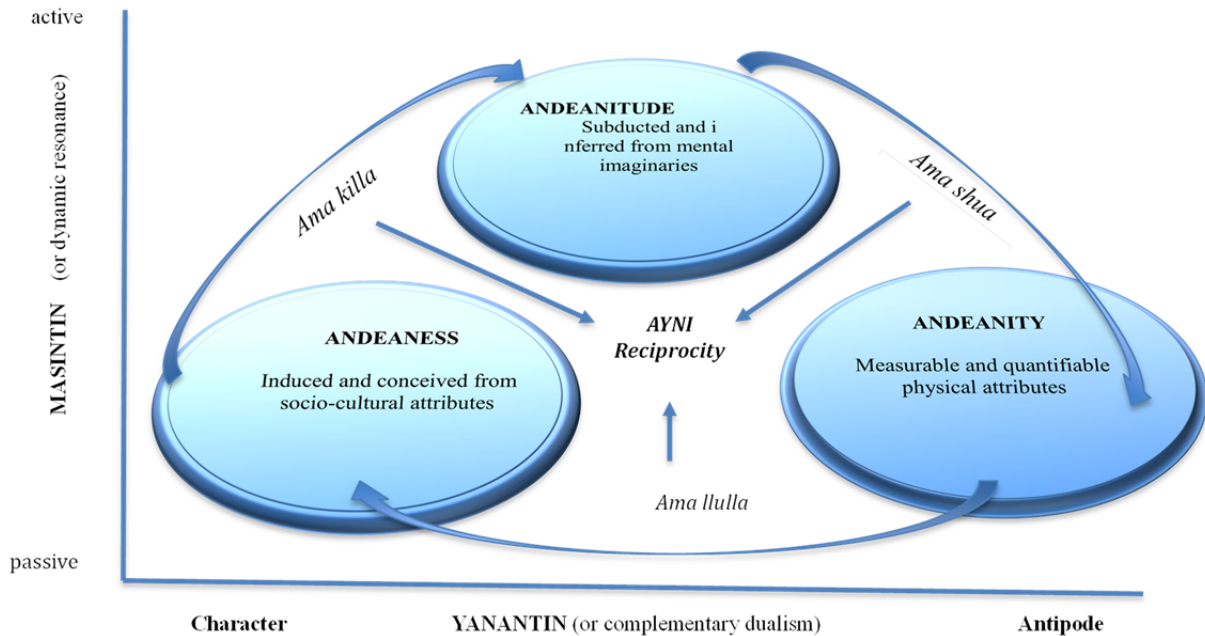 active
MASINTIN (or dynamic resonance)
passive
ANDEANITUDE
Subducted and i
nferred from mental
imaginaries
Ama killa
Ama shua
ANDEANESS
Induced and conceived from
socio-cultural attributes
AYNI
Reciprocity
ANDEANITY
Measurable and quantifiable
physical attributes
Ama llulla
Character
YANANTIN (or complementary dualism)
Antipode